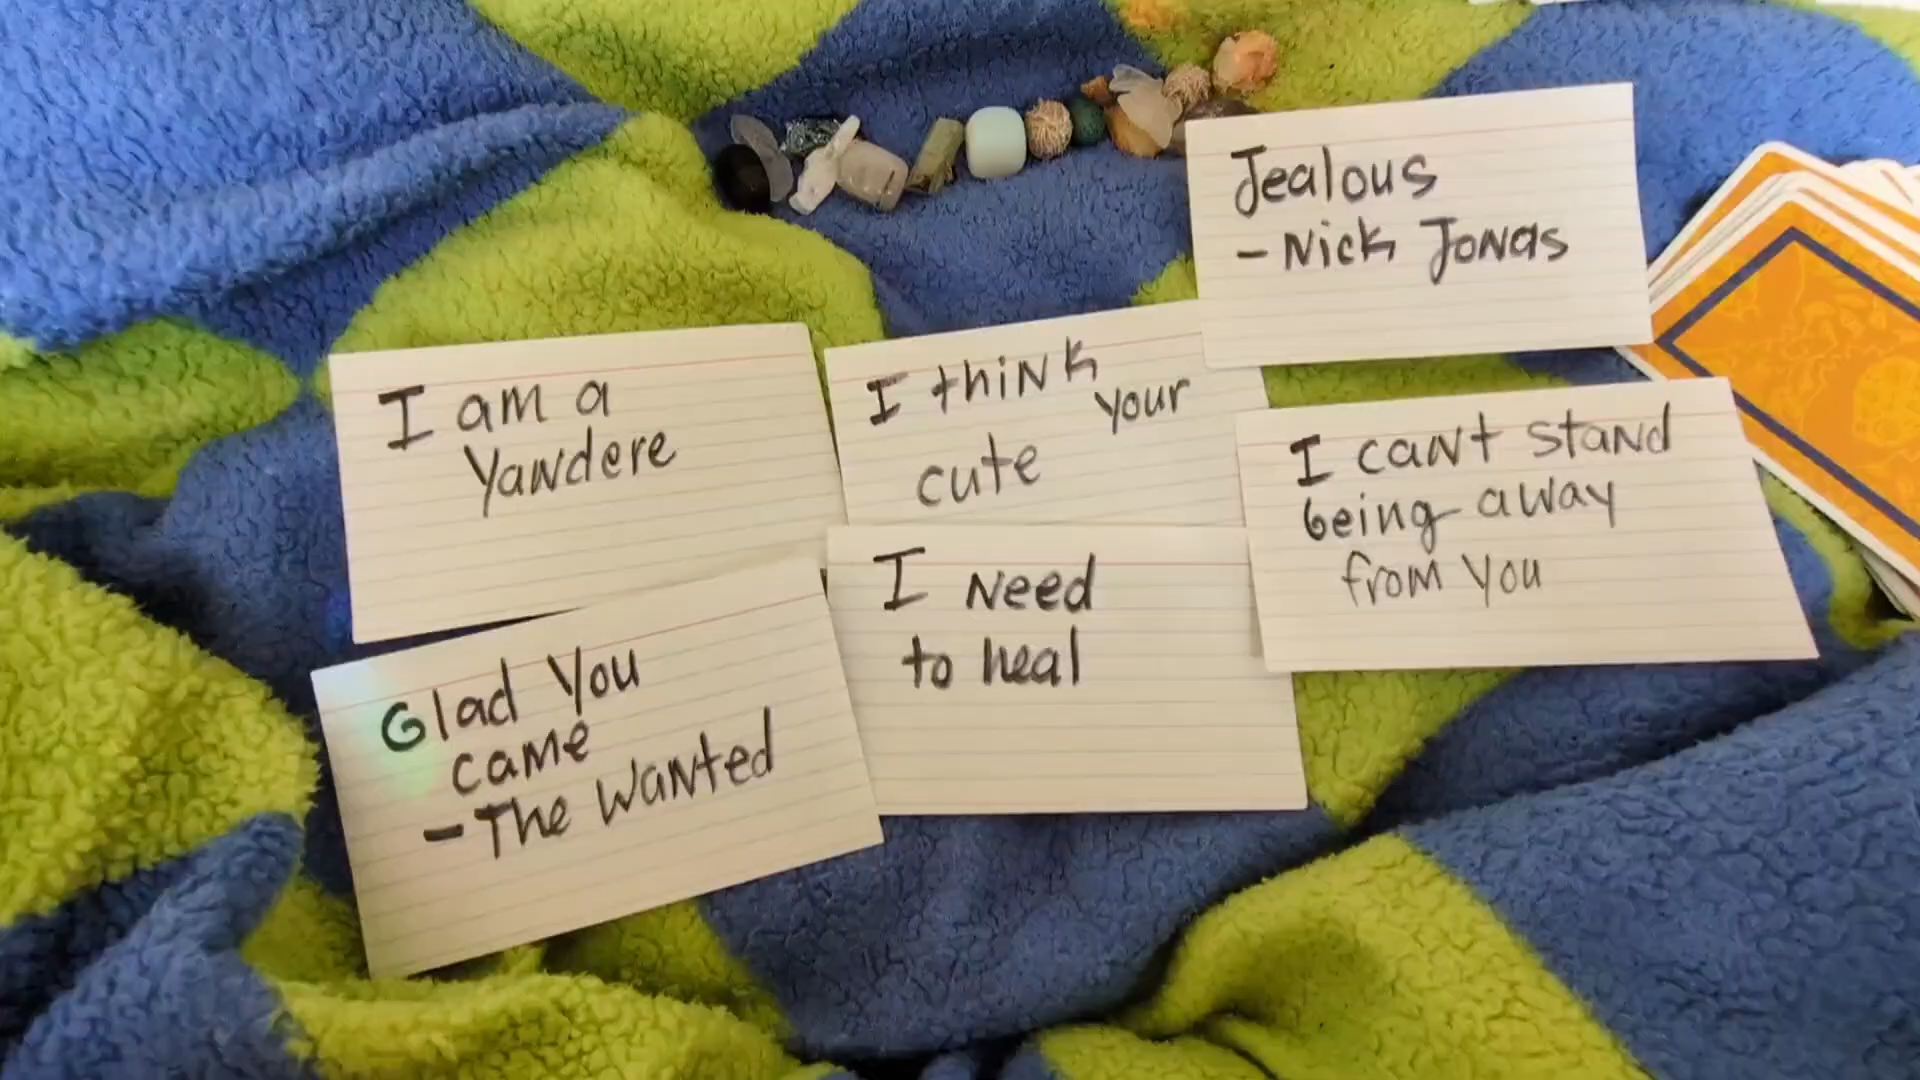 Jealous
- Nick Jonas
I am a
Yandere
I think
your
cute
I can't stand
being away
from you
Glad You
came
- The Wanted
I Need
to heal